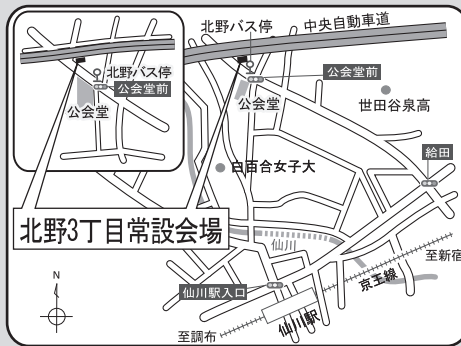 北野バス停
公会堂前
公会堂
北野バス停
中央自動車道
公会堂前
公会堂
世田谷泉高
給田
白百合女子大
北野3丁目常設会場
仙川
至新宿
京王線
仙川駅入口
仙川駅
至調布
N